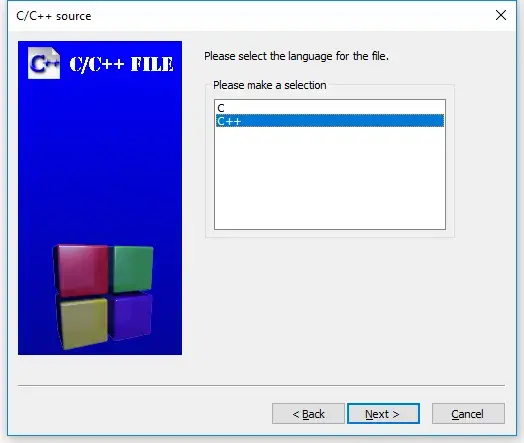 C/C++ source
C++
C/C++ FILE
Please select the language for the file.
Please make a selection
C
C++
< Back
Next >
Cancel